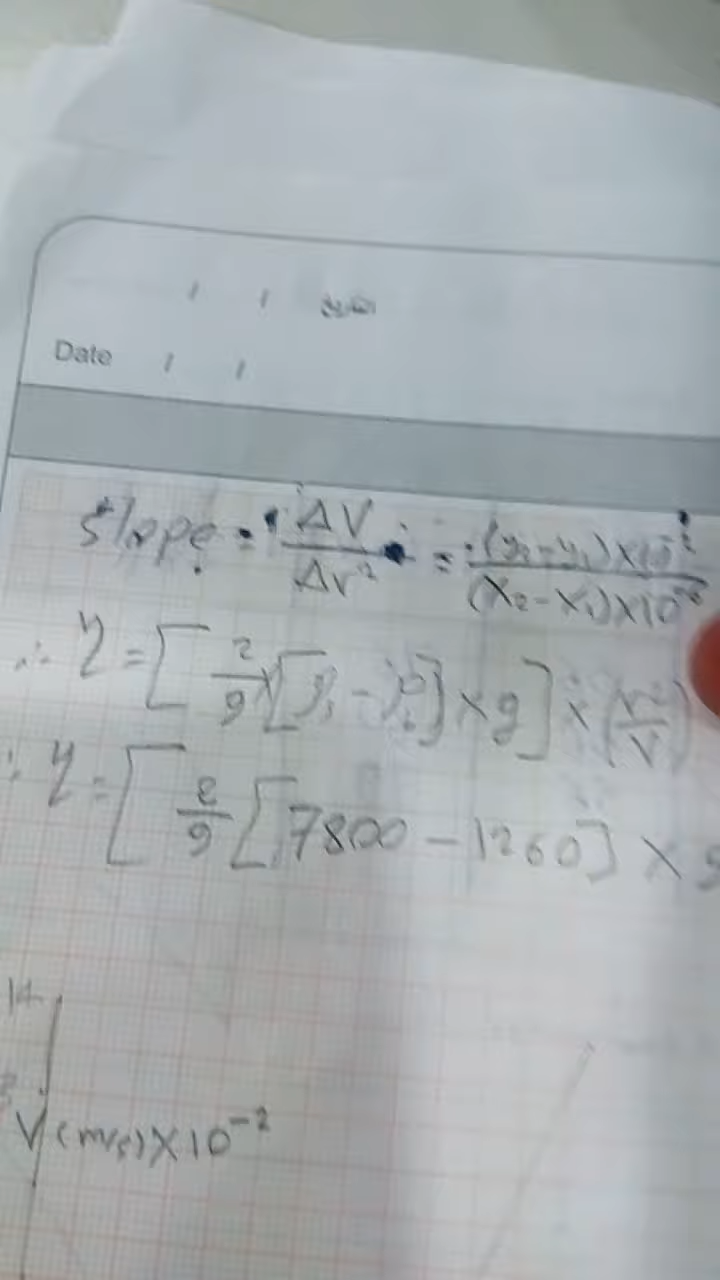 / / التاريخ
Date / /
Slope = ΔV/Δr² = (y₂-y₁)×10⁻²/(x₂-x₁)×10⁻⁶
∴ η = [2/9 × [ρₛ - ρL] × g] × (r²/V)
∴ η = [2/9 [7800 - 1260] × 9
14
V (m/s) × 10⁻²